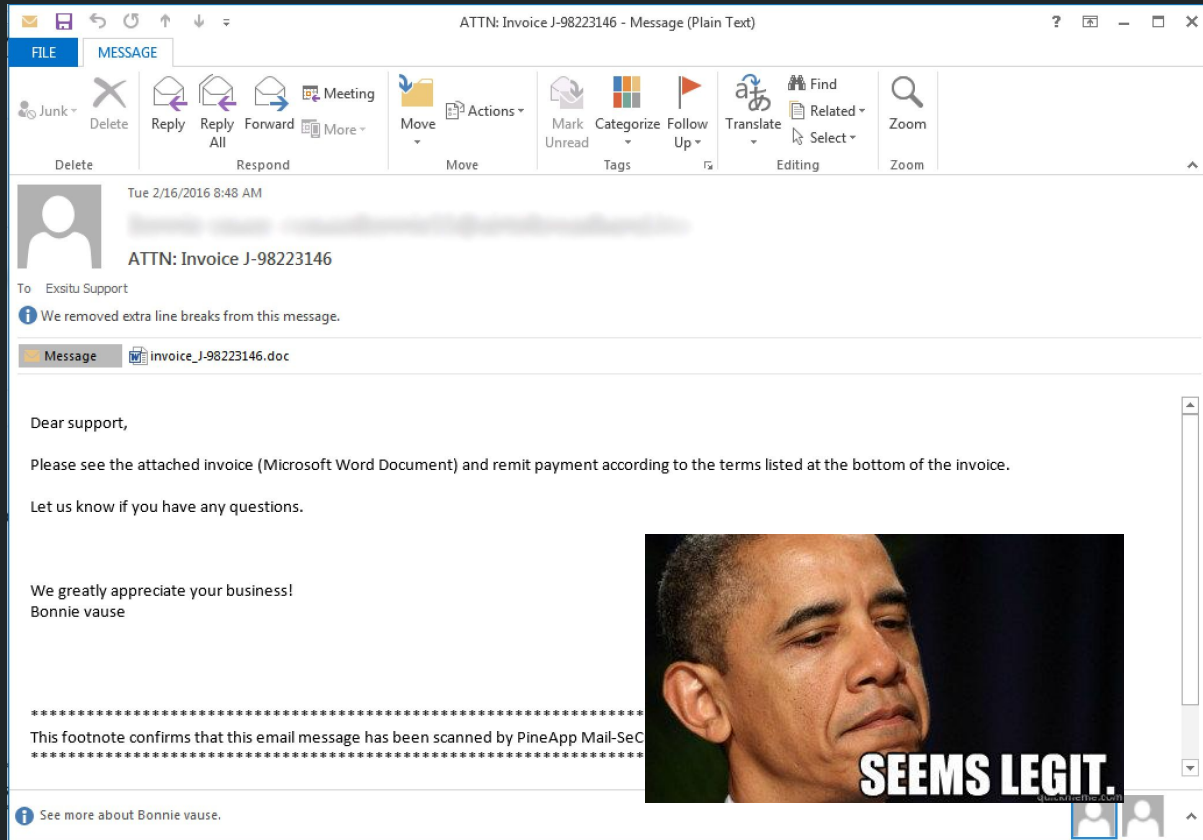 ATTN: Invoice J-98223146 - Message (Plain Text)
?
FILE
MESSAGE
Junk
Delete
Delete
Reply
Reply All
Forward
Meeting
More
Respond
Move
Actions
Move
Mark Unread
Categorize
Follow Up
Tags
Translate
Find
Related
Select
Editing
Zoom
Zoom
Tue 2/16/2016 8:48 AM
ATTN: Invoice J-98223146
To Exsitu Support
We removed extra line breaks from this message.
Message
invoice_J-98223146.doc
Dear support,
Please see the attached invoice (Microsoft Word Document) and remit payment according to the terms listed at the bottom of the invoice.
Let us know if you have any questions.
We greatly appreciate your business!
Bonnie vause
This footnote confirms that this email message has been scanned by PineApp Mail-SeC
SEEMS LEGIT.
quickmeme.com
See more about Bonnie vause.